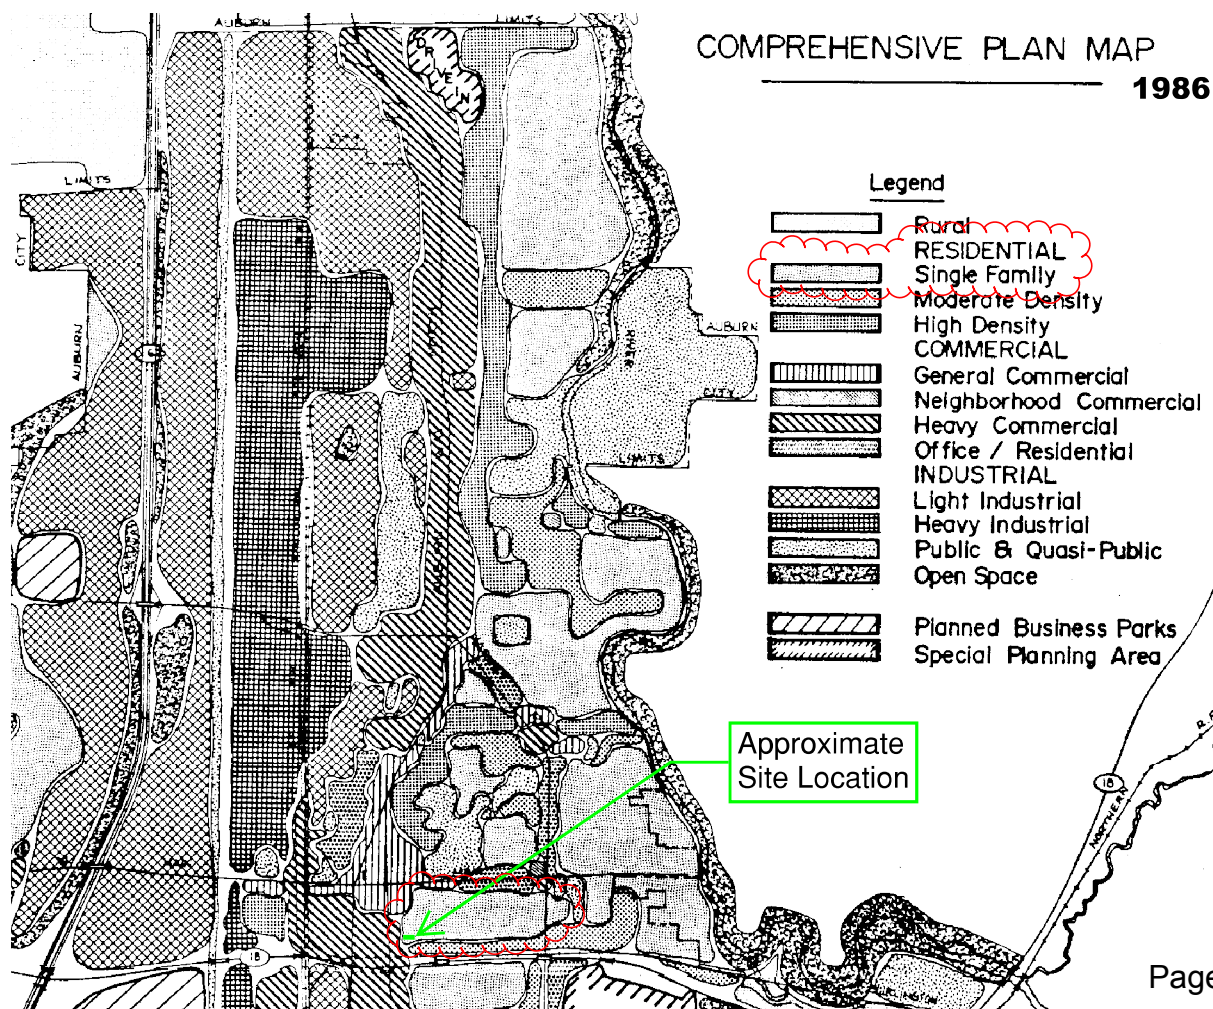 COMPREHENSIVE PLAN MAP
1986
AUBURN
LIMITS
LIMITS
CITY
AUBURN
RIVER
AUBURN
CITY
LIMITS
Legend
Rural
RESIDENTIAL
Single Family
Moderate Density
High Density
COMMERCIAL
General Commercial
Neighborhood Commercial
Heavy Commercial
Office / Residential
INDUSTRIAL
Light Industrial
Heavy Industrial
Public & Quasi-Public
Open Space
Planned Business Parks
Special Planning Area
Approximate
Site Location
18
NORTHERN
18
Page